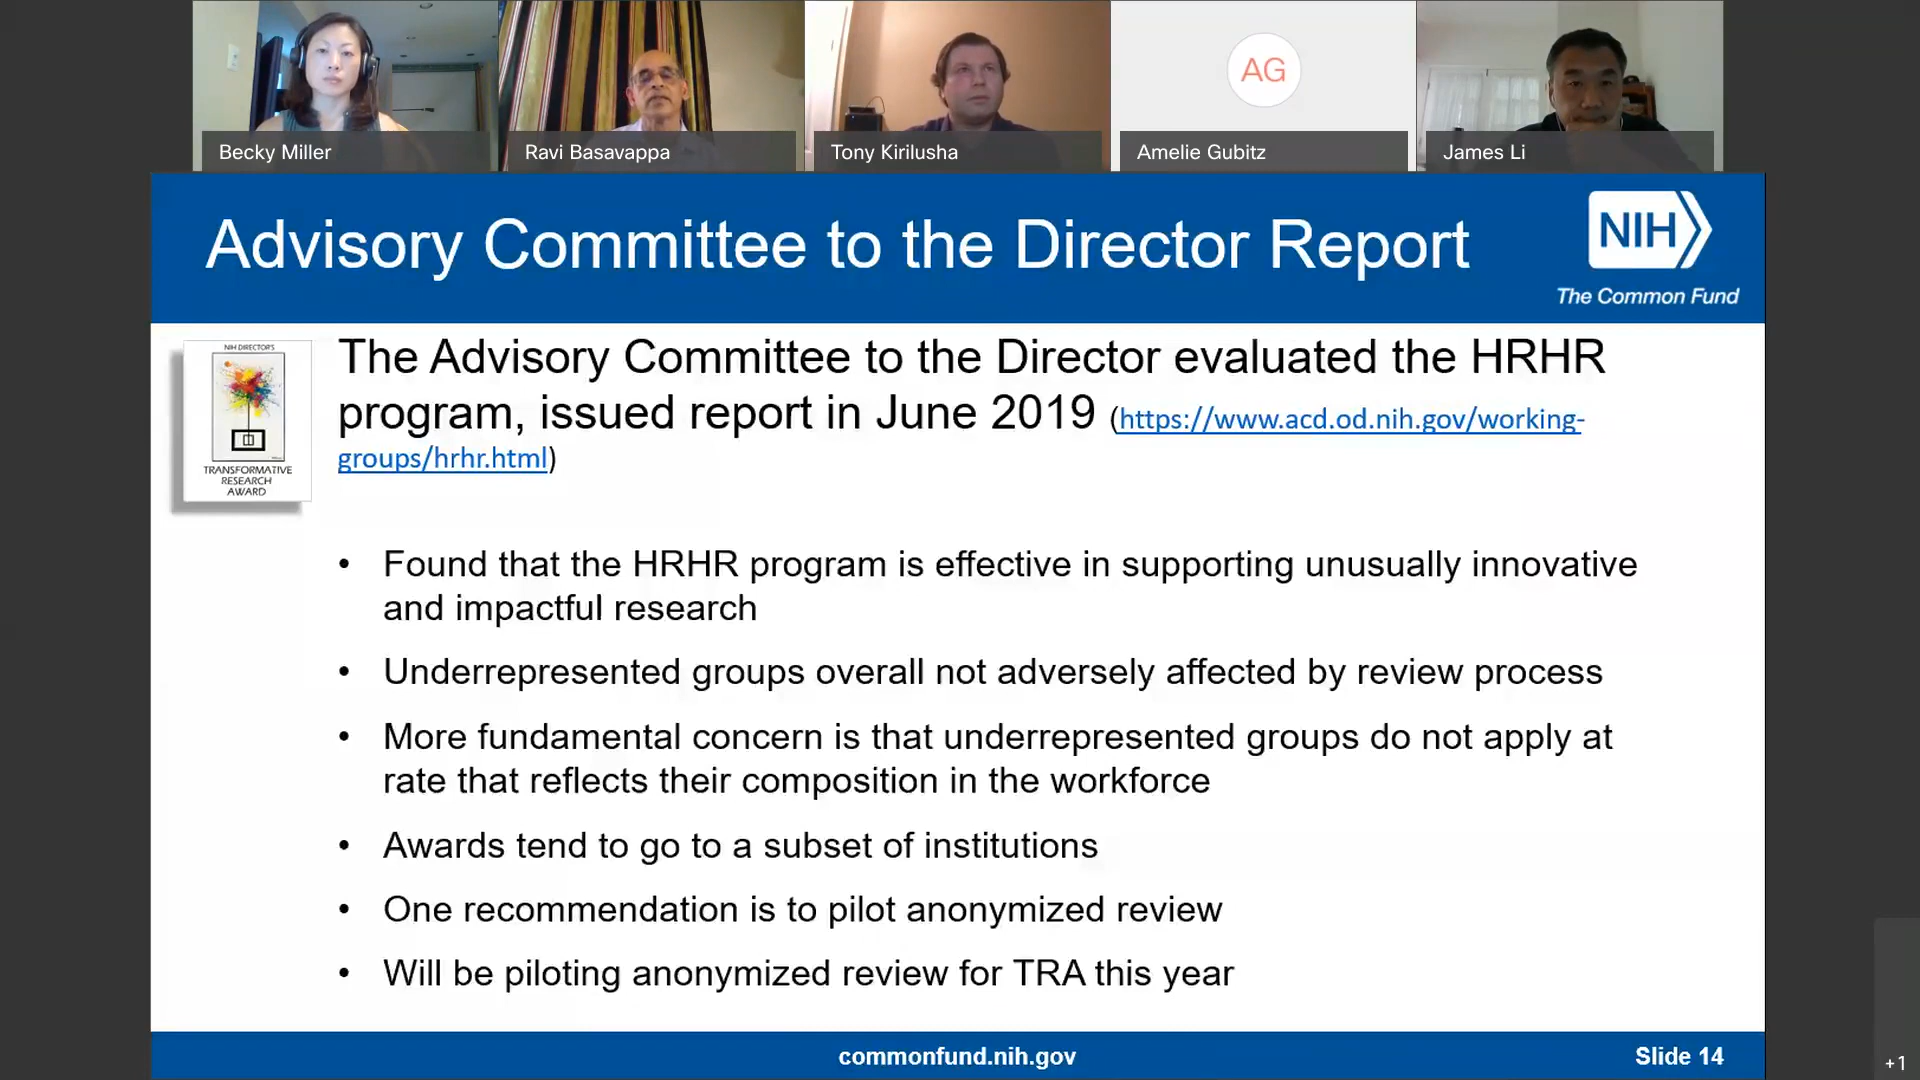 AG
Becky Miller
Ravi Basavappa
Tony Kirilusha
Amelie Gubitz
James Li
Advisory Committee to the Director Report
NIH
The Common Fund
NIH DIRECTOR'S
TRANSFORMATIVE
RESEARCH
AWARD
The Advisory Committee to the Director evaluated the HRHR
program, issued report in June 2019 (https://www.acd.od.nih.gov/working-
groups/hrhr.html)
• Found that the HRHR program is effective in supporting unusually innovative
and impactful research
• Underrepresented groups overall not adversely affected by review process
• More fundamental concern is that underrepresented groups do not apply at
rate that reflects their composition in the workforce
• Awards tend to go to a subset of institutions
• One recommendation is to pilot anonymized review
• Will be piloting anonymized review for TRA this year
commonfund.nih.gov
Slide 14
+1